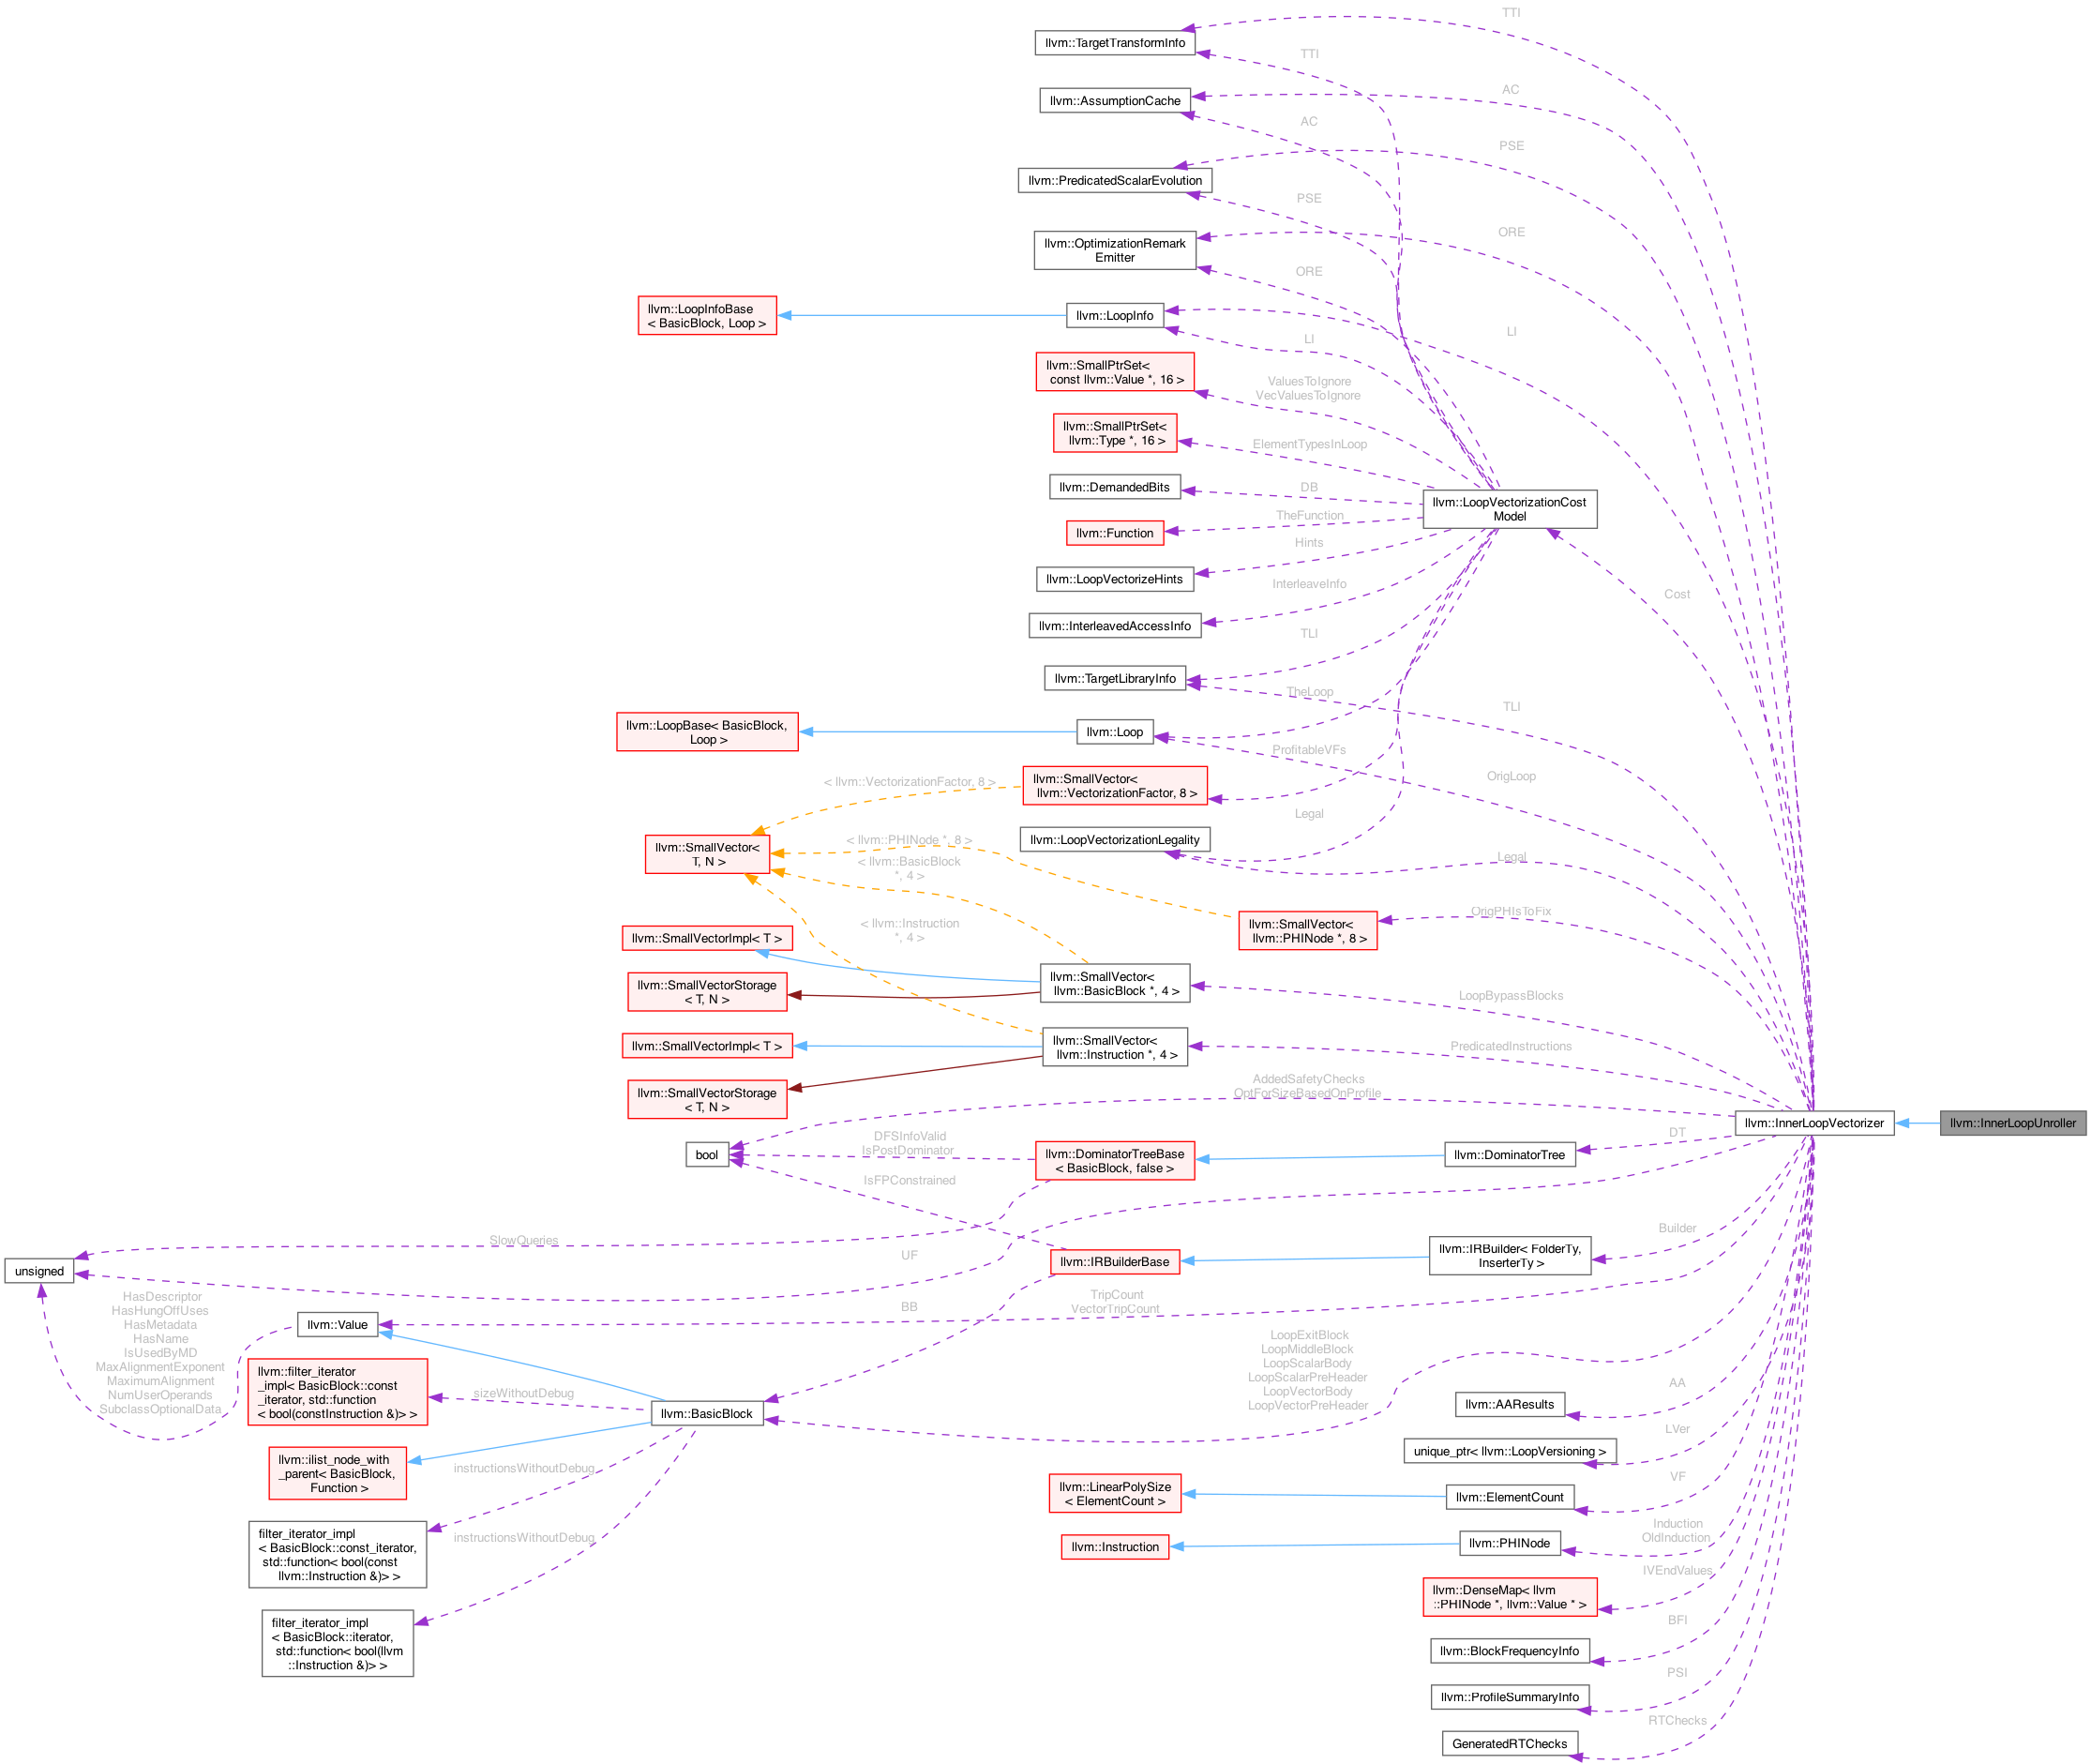 TTI
llvm::TargetTransformInfo
TTI
AC
llvm::AssumptionCache
AC
PSE
llvm::PredicatedScalarEvolution
PSE
ORE
llvm::OptimizationRemark
Emitter
ORE
llvm::LoopInfoBase
< BasicBlock, Loop >
llvm::LoopInfo
LI
LI
llvm::SmallPtrSet<
const llvm::Value *, 16 >
ValuesToIgnore
VecValuesToIgnore
llvm::SmallPtrSet<
llvm::Type *, 16 >
ElementTypesInLoop
llvm::DemandedBits
DB
llvm::LoopVectorizationCost
Model
llvm::Function
TheFunction
llvm::LoopVectorizeHints
Hints
InterleaveInfo
Cost
llvm::InterleavedAccessInfo
TLI
llvm::TargetLibraryInfo
TheLoop
TLI
llvm::LoopBase< BasicBlock,
Loop >
llvm::Loop
ProfitableVFs
OrigLoop
< llvm::VectorizationFactor, 8 >
llvm::SmallVector<
llvm::VectorizationFactor, 8 >
Legal
llvm::SmallVector<
T, N >
< llvm::PHINode *, 8 >
llvm::LoopVectorizationLegality
Legal
< llvm::BasicBlock
*, 4 >
OrigPHIsToFix
llvm::SmallVector<
llvm::PHINode *, 8 >
< llvm::Instruction
*, 4 >
llvm::SmallVectorImpl< T >
llvm::SmallVectorStorage
< T, N >
llvm::SmallVector<
llvm::BasicBlock *, 4 >
LoopBypassBlocks
llvm::SmallVectorImpl< T >
llvm::SmallVector<
llvm::Instruction *, 4 >
PredicatedInstructions
llvm::SmallVectorStorage
< T, N >
AddedSafetyChecks
OptForSizeBasedOnProfile
llvm::InnerLoopVectorizer
llvm::InnerLoopUnroller
bool
DFSInfoValid
IsPostDominator
llvm::DominatorTreeBase
< BasicBlock, false >
llvm::DominatorTree
DT
IsFPConstrained
SlowQueries
UF
unsigned
llvm::IRBuilderBase
llvm::IRBuilder< FolderTy,
InserterTy >
Builder
HasDescriptor
HasHungOffUses
HasMetadata
HasName
IsUsedByMD
MaxAlignmentExponent
MaximumAlignment
NumUserOperands
SubclassOptionalData
llvm::Value
BB
TripCount
VectorTripCount
LoopExitBlock
LoopMiddleBlock
LoopScalarBody
LoopScalarPreHeader
LoopVectorBody
LoopVectorPreHeader
llvm::filter_iterator
_impl< BasicBlock::const
_iterator, std::function
< bool(constInstruction &)> >
sizeWithoutDebug
llvm::BasicBlock
llvm::AAResults
AA
LVer
unique_ptr< llvm::LoopVersioning >
llvm::ilist_node_with
_parent< BasicBlock,
Function >
instructionsWithoutDebug
llvm::LinearPolySize
< ElementCount >
llvm::ElementCount
VF
filter_iterator_impl
< BasicBlock::const_iterator,
std::function< bool(const
llvm::Instruction &)> >
instructionsWithoutDebug
llvm::Instruction
llvm::PHINode
Induction
OldInduction
IVEndValues
llvm::DenseMap< llvm
::PHINode *, llvm::Value * >
filter_iterator_impl
< BasicBlock::iterator,
std::function< bool(llvm
::Instruction &)> >
BFI
llvm::BlockFrequencyInfo
PSI
llvm::ProfileSummaryInfo
RTChecks
GeneratedRTChecks